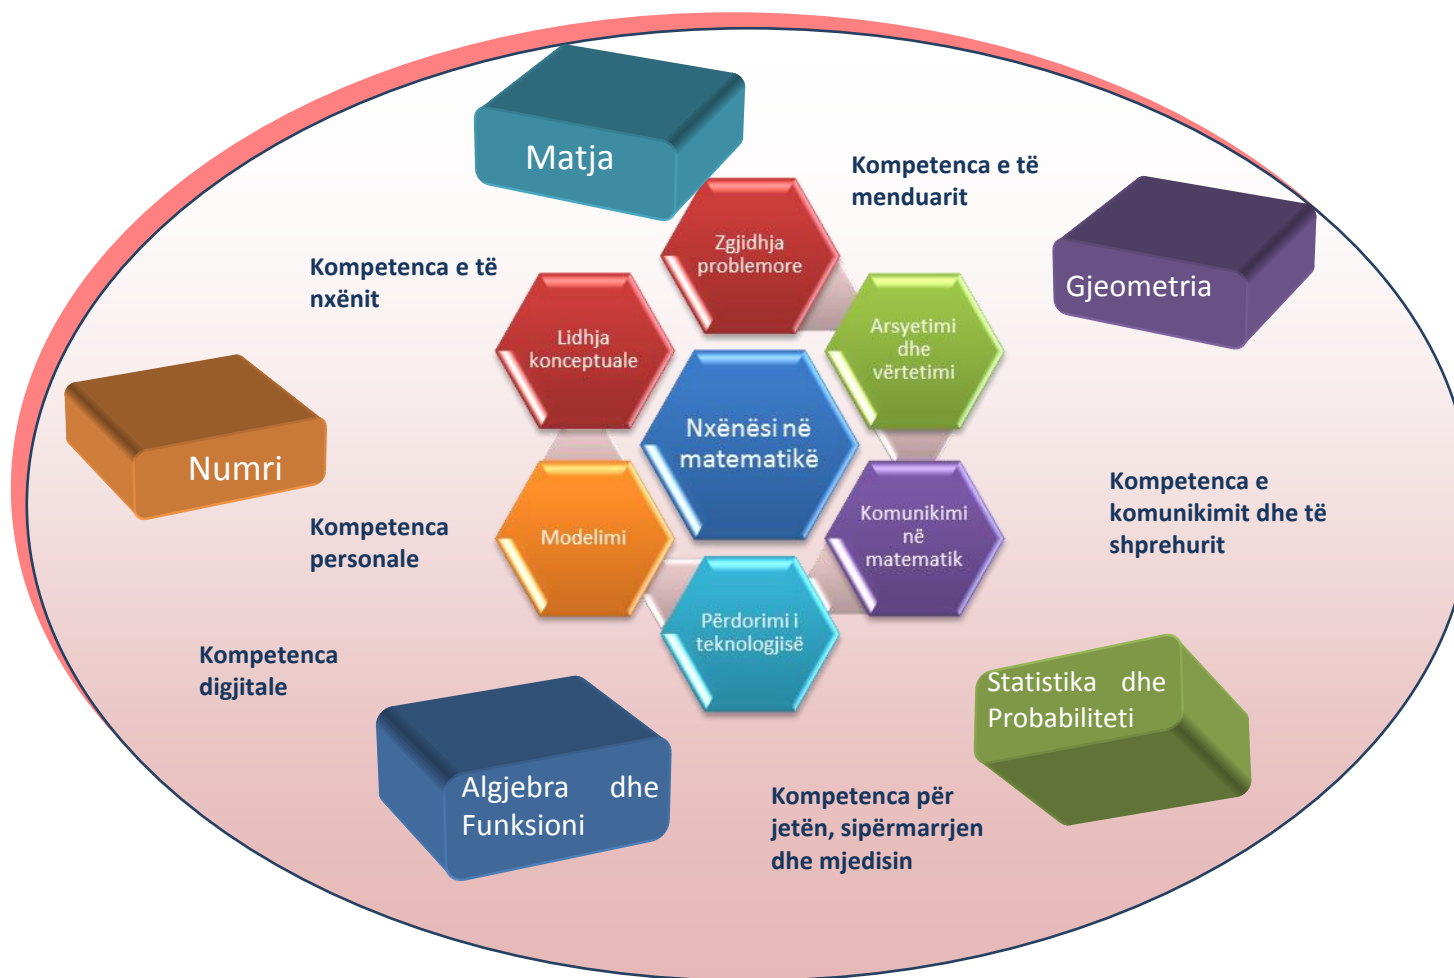 Matja
Kompetenca e të
menduarit
Zgjidhja
problemore
Kompetenca e të
nxënit
Gjeometria
Lidhja
konceptuale
Arsyetimi
dhe
vërtetimi
Nxënësi në
matematikë
Numri
Kompetenca
personale
Modelimi
Komunikimi
në
matematik
Kompetenca e
komunikimit dhe të
shprehurit
Përdorimi i
teknologjisë
Kompetenca
digjitale
Statistika dhe
Probabiliteti
Algjebra dhe
Funksioni
Kompetenca për
jetën, sipërmarrjen
dhe mjedisin